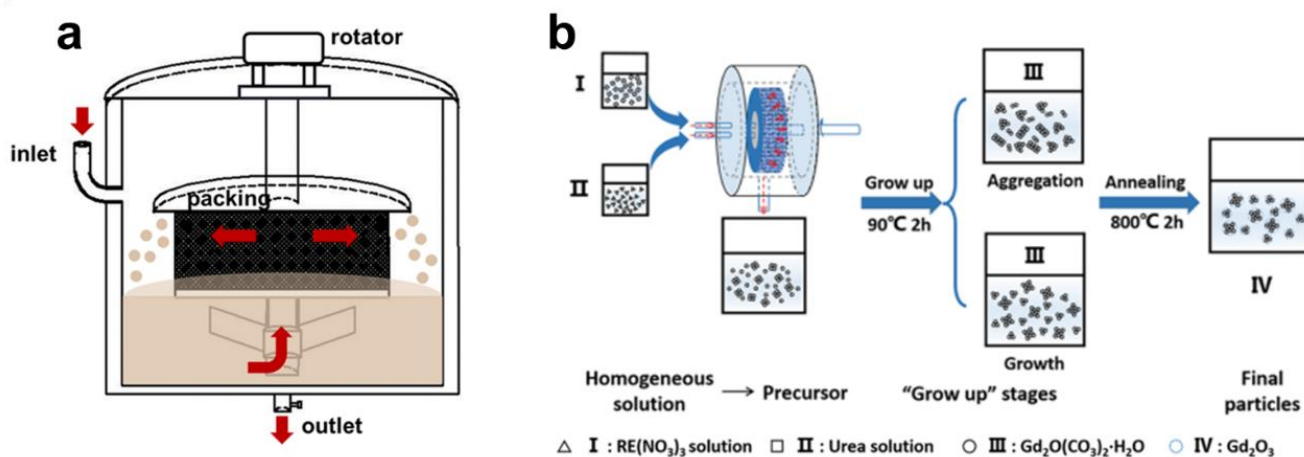 a
rotator
inlet
packing
outlet
b
I
II
Grow up
90℃ 2h
III
Aggregation
III
Growth
Annealing
800℃ 2h
IV
Homogeneous
solution
Precursor
“Grow up” stages
Final
particles
I : RE(NO₃)₃ solution
II : Urea solution
III : Gd₂O(CO₃)₂·H₂O
IV : Gd₂O₃